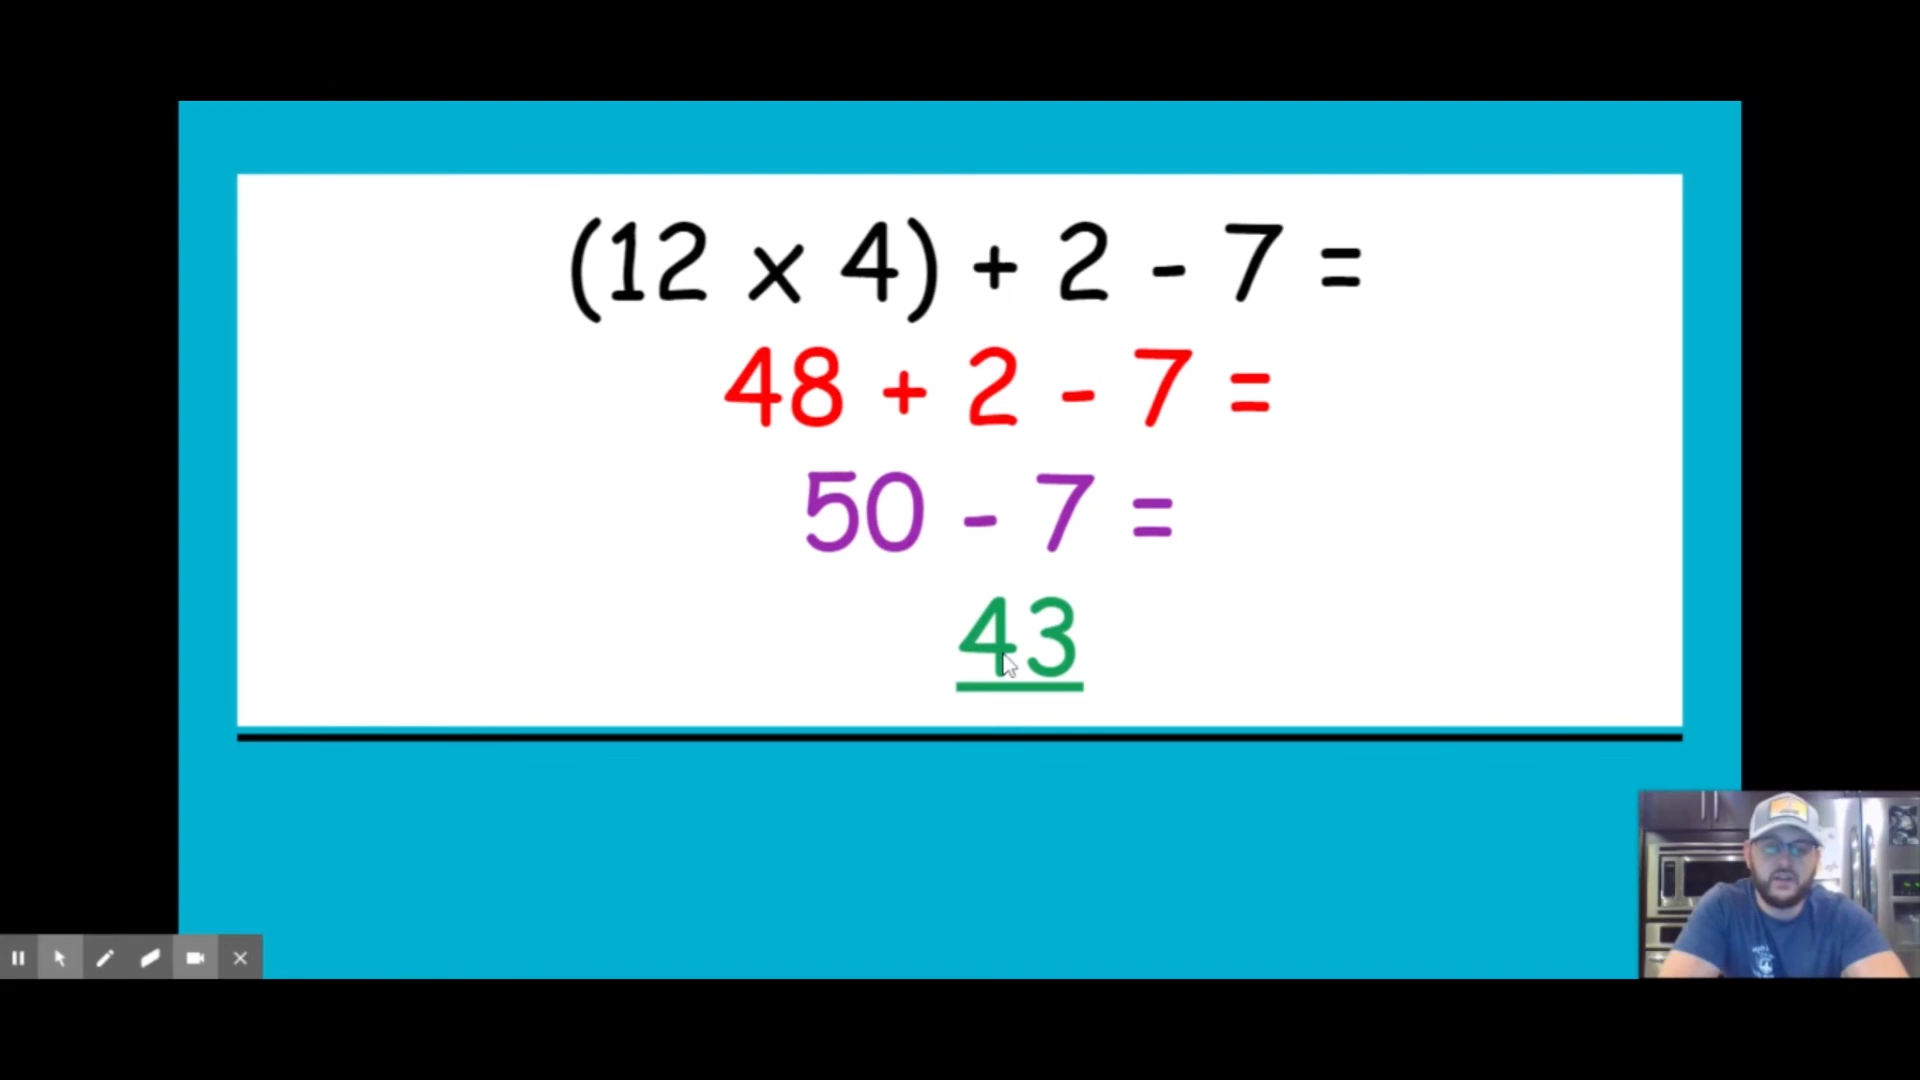 (12 x 4) + 2 - 7 =
48 + 2 - 7 =
50 - 7 =
43